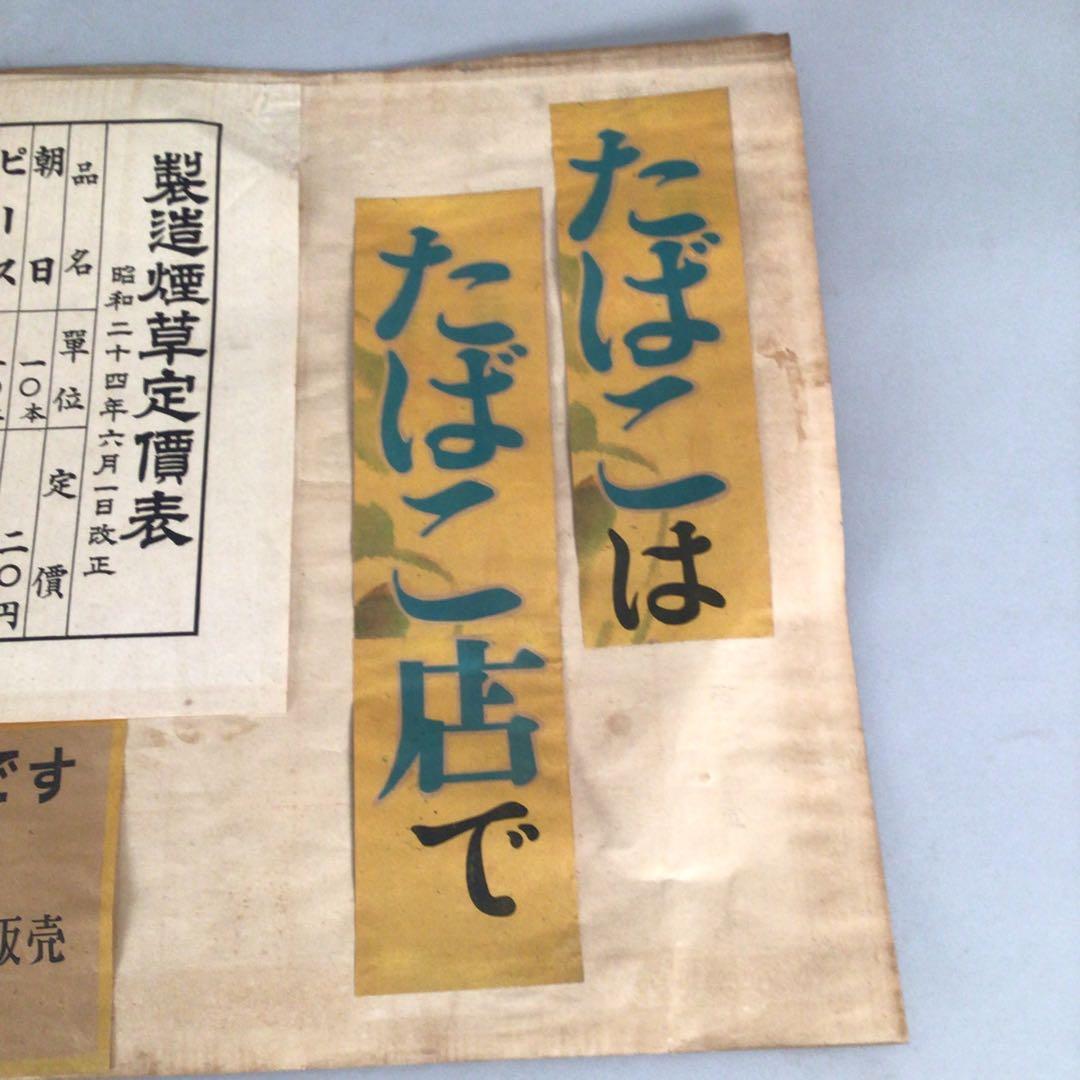 たばこは
たばこ店で
製造煙草定價表
昭和二十四年六月一日改正
品名 單位 定價
朝日 一〇本
ピース 二〇円
です
販売